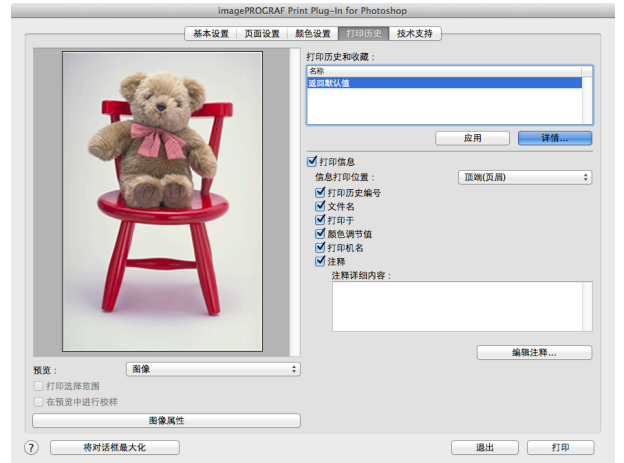 imagePROGRAF Print Plug-In for Photoshop
基本设置 页面设置 颜色设置 打印历史 技术支持
打印历史和收藏：
名称
返回默认值
应用 详情...
打印信息
信息打印位置： 顶端(页眉)
打印历史编号
文件名
打印于
颜色调节值
打印机名
注释
注释详细内容：
编辑注释...
预览： 图像
打印选择范围
在预览中进行校样
图像属性
? 将对话框最大化 退出 打印